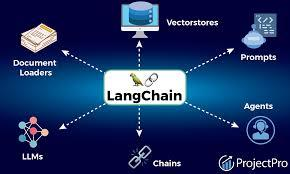 Vectorstores
Document
Loaders
Prompts
LangChain
LLMs
Agents
Chains
ProjectPro